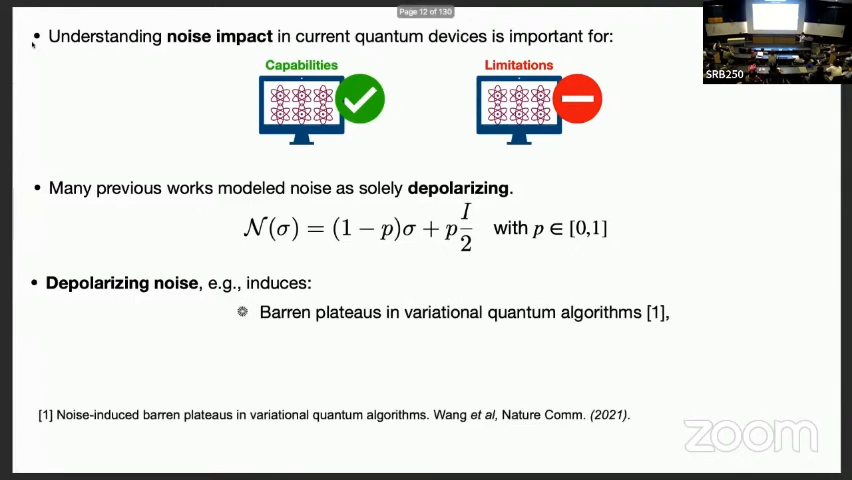 Page 12 of 130
• Understanding noise impact in current quantum devices is important for:
Capabilities
Limitations
SRB250
• Many previous works modeled noise as solely depolarizing.
𝒩(σ) = (1 − p)σ + p I/2 with p ∈ [0,1]
• Depolarizing noise, e.g., induces:
Barren plateaus in variational quantum algorithms [1],
[1] Noise-induced barren plateaus in variational quantum algorithms. Wang et al, Nature Comm. (2021).
zoom